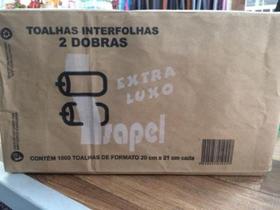 TOALHAS INTERFOLHAS
2 DOBRAS
EXTRA
LUXO
sapel
CONTÉM 1000 TOALHAS DE FORMATO 20 cm x 21 cm cada